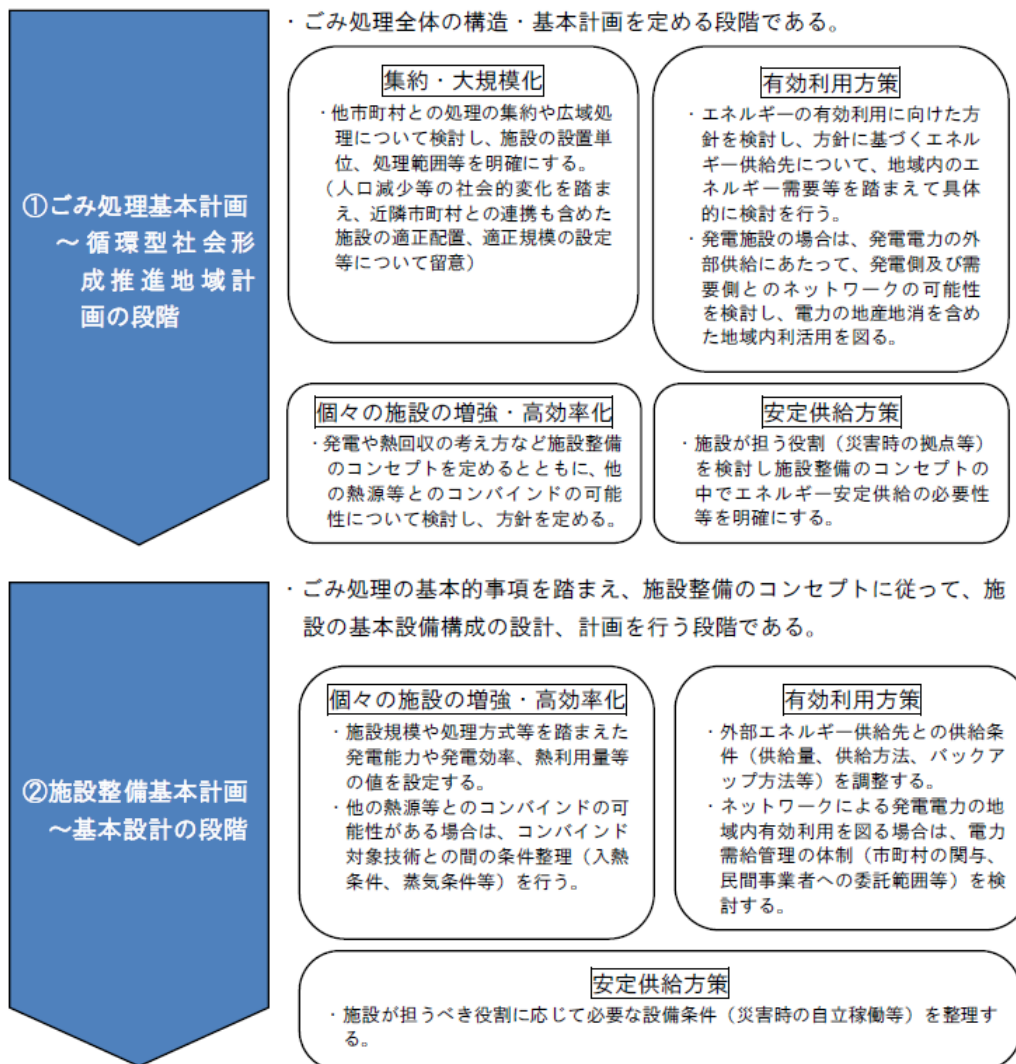 ・ごみ処理全体の構造・基本計画を定める段階である。
①ごみ処理基本計画
～循環型社会形
成推進地域計
画の段階
集約・大規模化
・他市町村との処理の集約や広域処
理について検討し、施設の設置単
位、処理範囲等を明確にする。
（人口減少等の社会的変化を踏ま
え、近隣市町村との連携も含めた
施設の適正配置、適正規模の設定
等について留意）
有効利用方策
・エネルギーの有効利用に向けた方
針を検討し、方針に基づくエネル
ギー供給先について、地域内のエ
ネルギー需要等を踏まえて具体
的に検討を行う。
・発電施設の場合は、発電電力の外
部供給にあたって、発電側及び需
要側とのネットワークの可能性
を検討し、電力の地産地消を含め
た地域内利活用を図る。
個々の施設の増強・高効率化
・発電や熱回収の考え方など施設整備
のコンセプトを定めるとともに、他
の熱源等とのコンバインドの可能
性について検討し、方針を定める。
安定供給方策
・施設が担う役割（災害時の拠点等）
を検討し施設整備のコンセプトの
中でエネルギー安定供給の必要性
等を明確にする。
・ごみ処理の基本的事項を踏まえ、施設整備のコンセプトに従って、施
設の基本設備構成の設計、計画を行う段階である。
②施設整備基本計画
～基本設計の段階
個々の施設の増強・高効率化
・施設規模や処理方式等を踏まえた
発電能力や発電効率、熱利用量等
の値を設定する。
・他の熱源等とのコンバインドの可
能性がある場合は、コンバインド
対象技術との間の条件整理（入熱
条件、蒸気条件等）を行う。
有効利用方策
・外部エネルギー供給先との供給条
件（供給量、供給方法、バックア
ップ方法等）を調整する。
・ネットワークによる発電電力の地
域内有効利用を図る場合は、電力
需給管理の体制（市町村の関与、
民間事業者への委託範囲等）を検
討する。
安定供給方策
・施設が担うべき役割に応じて必要な設備条件（災害時の自立稼働等）を整理す
る。